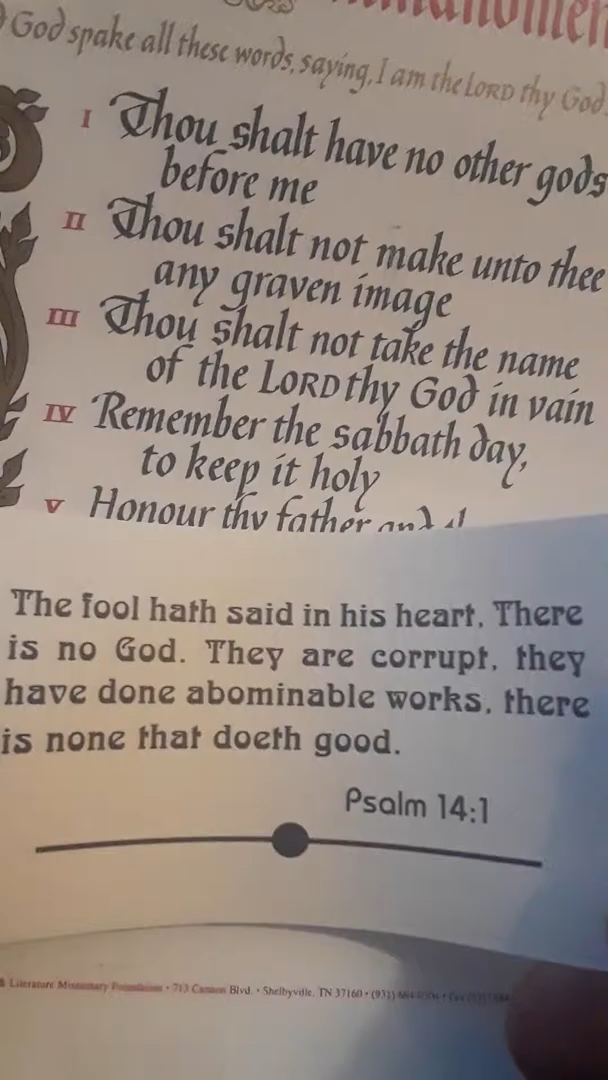 God spake all these words, saying, I am the LORD thy God
I Thou shalt have no other gods
before me
II Thou shalt not make unto thee
any graven image
III Thou shalt not take the name
of the LORD thy God in vain
IV Remember the sabbath day,
to keep it holy
V Honour thy father and
The fool hath said in his heart, There
is no God. They are corrupt, they
have done abominable works, there
is none that doeth good.
Psalm 14:1
Literature Missionary Foundation • 713 Cannon Blvd. • Shelbyville, TN 37160 • (931)